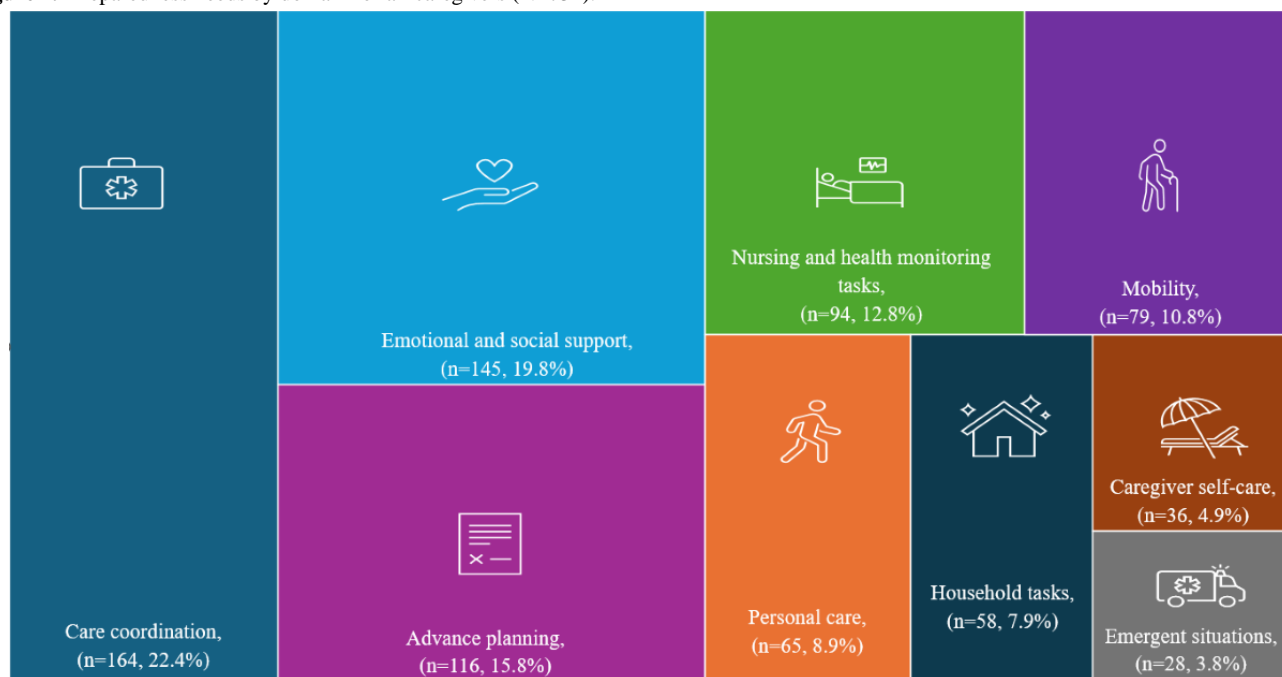 Care coordination,
(n=164, 22.4%)
Emotional and social support,
(n=145, 19.8%)
Advance planning,
(n=116, 15.8%)
Nursing and health monitoring
tasks,
(n=94, 12.8%)
Mobility,
(n=79, 10.8%)
Personal care,
(n=65, 8.9%)
Household tasks,
(n=58, 7.9%)
Caregiver self-care,
(n=36, 4.9%)
Emergent situations,
(n=28, 3.8%)